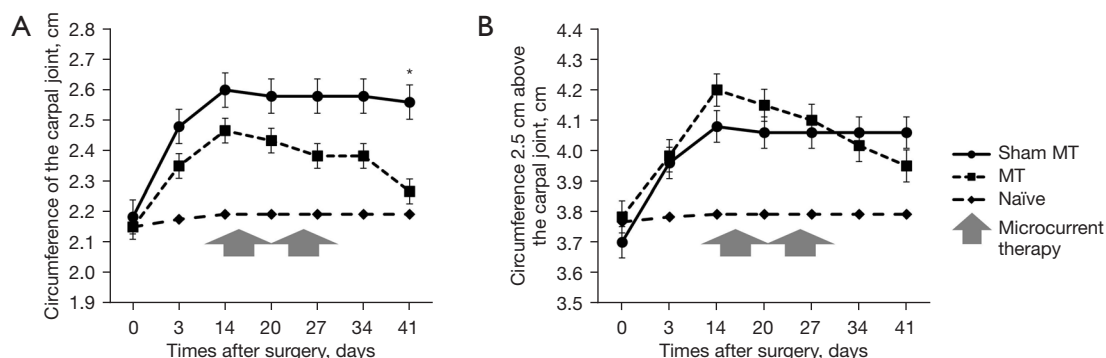 A
Circumference of the carpal joint, cm
2.8
2.7
2.6
2.5
2.4
2.3
2.2
2.1
2.0
1.9
*
0 3 14 20 27 34 41
Times after surgery, days
B
Circumference 2.5 cm above
the carpal joint, cm
4.4
4.3
4.2
4.1
4.0
3.9
3.8
3.7
3.6
3.5
0 3 14 20 27 34 41
Times after surgery, days
Sham MT
MT
Naïve
Microcurrent
therapy